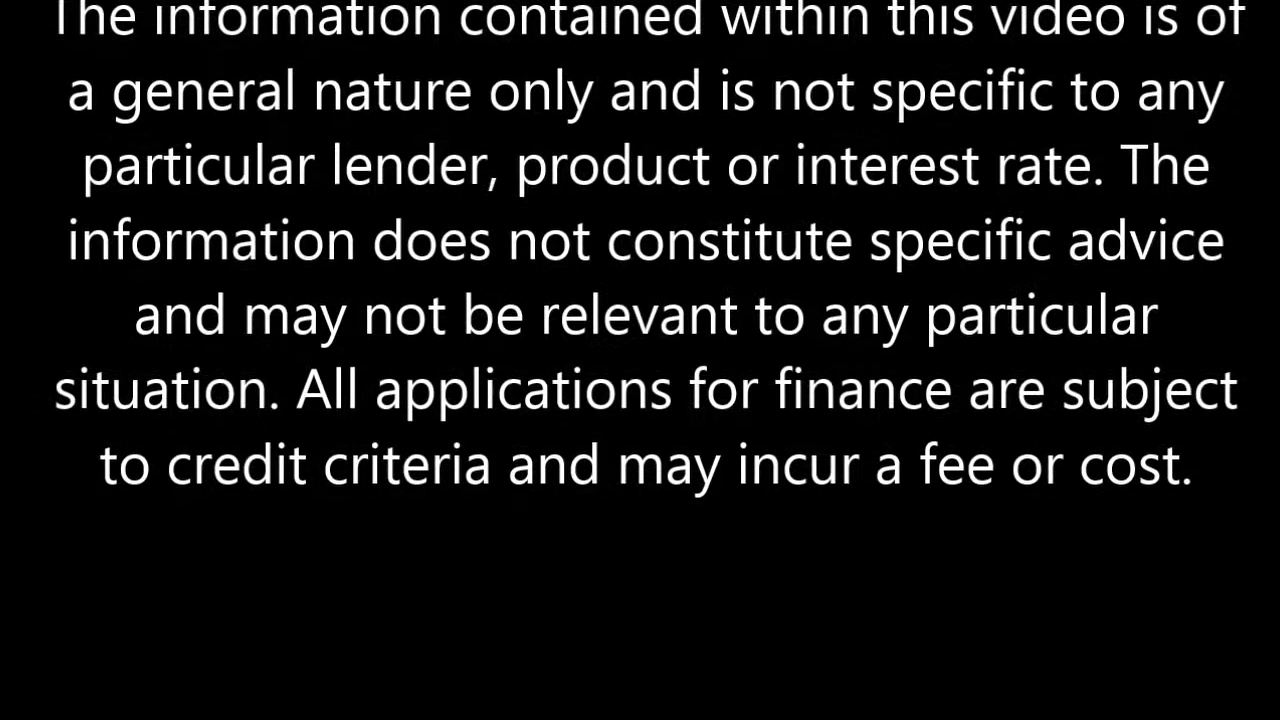 The information contained within this video is of
a general nature only and is not specific to any
particular lender, product or interest rate. The
information does not constitute specific advice
and may not be relevant to any particular
situation. All applications for finance are subject
to credit criteria and may incur a fee or cost.